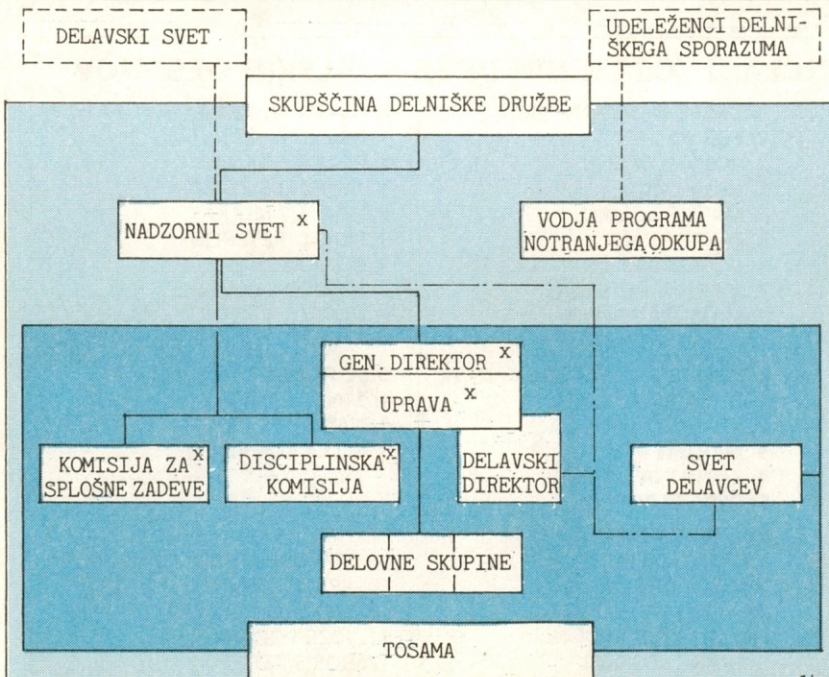 DELAVSKI SVET
UDELEŽENCI DELNI-
ŠKEGA SPORAZUMA
SKUPŠČINA DELNIŠKE DRUŽBE
NADZORNI SVET x
VODJA PROGRAMA
NOTRANJEGA ODKUPA
GEN. DIREKTOR x
UPRAVA x
KOMISIJA ZA x
SPLOŠNE ZADEVE
DISCIPLINSKA x
KOMISIJA
DELAVSKI
DIREKTOR
SVET
DELAVCEV
DELOVNE SKUPINE
TOSAMA